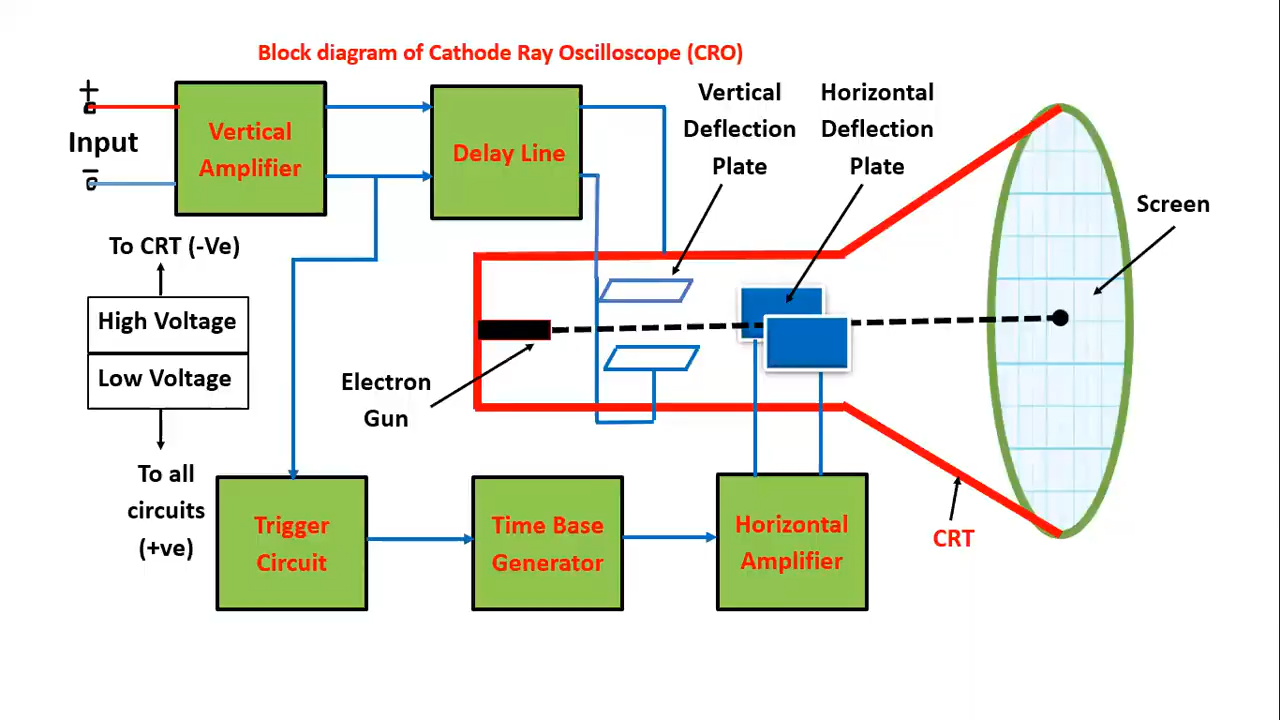 Block diagram of Cathode Ray Oscilloscope (CRO)
+
Input
–
Vertical
Amplifier
Delay Line
Vertical
Deflection
Plate
Horizontal
Deflection
Plate
Screen
To CRT (-Ve)
High Voltage
Low Voltage
To all
circuits
(+ve)
Electron
Gun
Trigger
Circuit
Time Base
Generator
Horizontal
Amplifier
CRT